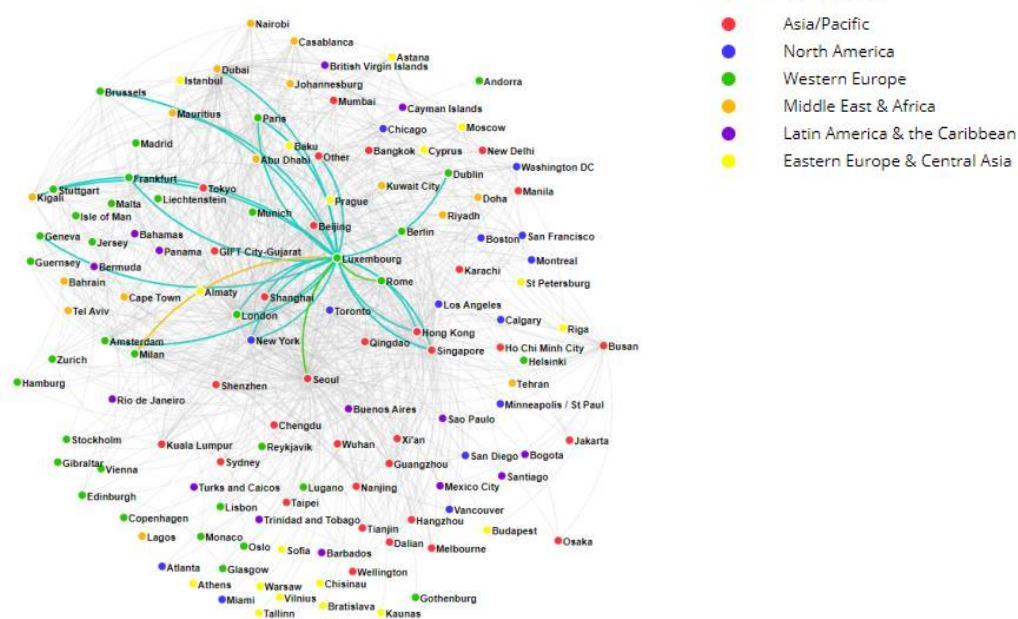 Nairobi
Casablanca
Astana
British Virgin Islands
Dubai
Istanbul
Johannesburg
Andorra
Brussels
Mumbai
Cayman Islands
Mauritius
Paris
Chicago
Moscow
Madrid
Baku
Abu Dhabi
Other
Bangkok
Cyprus
New Delhi
Washington DC
Dublin
Frankfurt
Stuttgart
Tokyo
Kuwait City
Manila
Kigali
Malta
Liechtenstein
Prague
Doha
Isle of Man
Munich
Riyadh
Beijing
Berlin
Geneva
Jersey
Bahamas
Boston
San Francisco
Panama
GIFT City-Gujarat
Luxembourg
Montreal
Guernsey
Bermuda
Karachi
Bahrain
Rome
St Petersburg
Cape Town
Almaty
Shanghai
Tel Aviv
London
Toronto
Los Angeles
Calgary
Riga
Hong Kong
Amsterdam
New York
Qingdao
Singapore
Ho Chi Minh City
Busan
Milan
Zurich
Helsinki
Hamburg
Shenzhen
Seoul
Tehran
Rio de Janeiro
Buenos Aires
Minneapolis / St Paul
Sao Paulo
Chengdu
Stockholm
Kuala Lumpur
Reykjavik
Wuhan
Xi'an
Jakarta
Gibraltar
Vienna
Sydney
Guangzhou
San Diego
Bogota
Santiago
Turks and Caicos
Lugano
Nanjing
Mexico City
Edinburgh
Lisbon
Taipei
Vancouver
Copenhagen
Trinidad and Tobago
Tianjin
Hangzhou
Budapest
Lagos
Monaco
Oslo
Sofia
Barbados
Dalian
Melbourne
Osaka
Atlanta
Glasgow
Wellington
Athens
Warsaw
Chisinau
Miami
Vilnius
Bratislava
Gothenburg
Tallinn
Kaunas
Asia/Pacific
North America
Western Europe
Middle East & Africa
Latin America & the Caribbean
Eastern Europe & Central Asia